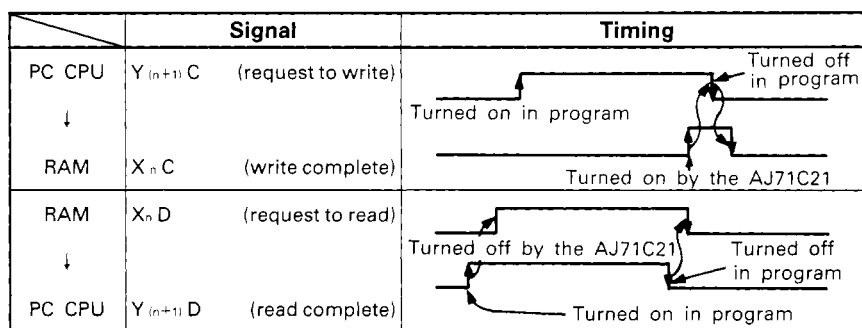 Signal Timing
PC CPU Y (n+1) C (request to write)
Turned off
in program
Turned on in program
↓
RAM X n C (write complete)
Turned on by the AJ71C21
RAM Xn D (request to read)
Turned off by the AJ71C21
Turned off
in program
↓
PC CPU Y (n+1) D (read complete)
Turned on in program